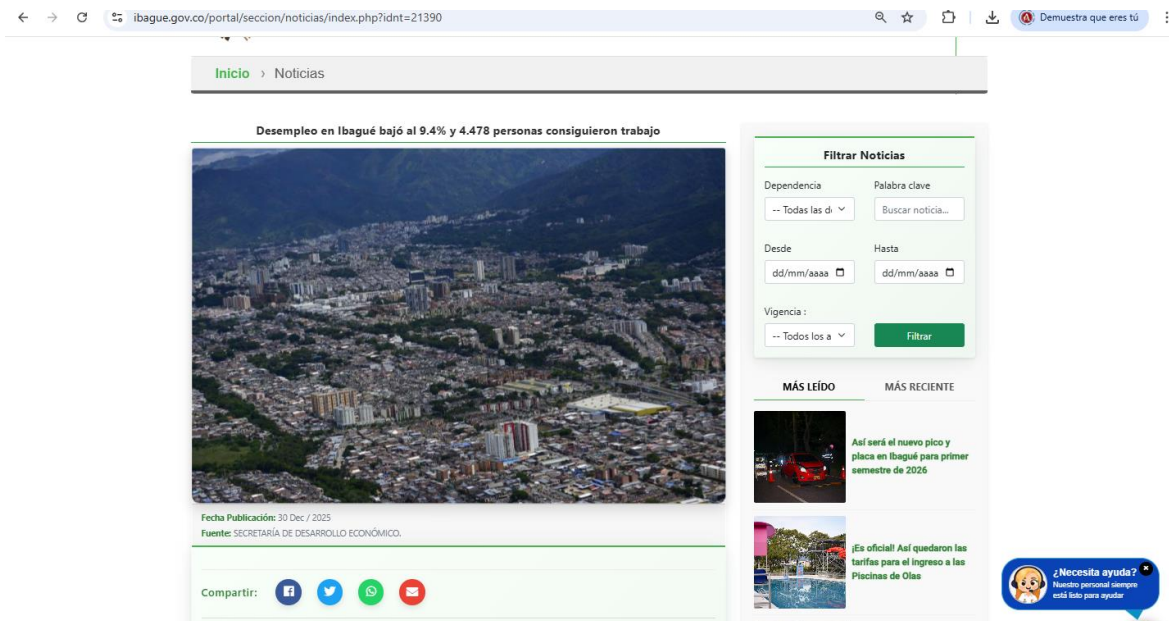 ibague.gov.co/portal/seccion/noticias/index.php?idnt=21390
Demuestra que eres tú
Inicio › Noticias
Desempleo en Ibagué bajó al 9.4% y 4.478 personas consiguieron trabajo
Fecha Publicación: 30 Dec / 2025
Fuente: SECRETARÍA DE DESARROLLO ECONÓMICO.
Compartir:
Filtrar Noticias
Dependencia Palabra clave
-- Todas las d Buscar noticia...
Desde Hasta
dd/mm/aaaa dd/mm/aaaa
Vigencia :
-- Todos los a Filtrar
MÁS LEÍDO MÁS RECIENTE
Así será el nuevo pico y
placa en Ibagué para primer
semestre de 2026
¡Es oficial! Así quedaron las
tarifas para el ingreso a las
Piscinas de Olas
¿Necesita ayuda?
Nuestro personal siempre
está listo para ayudar